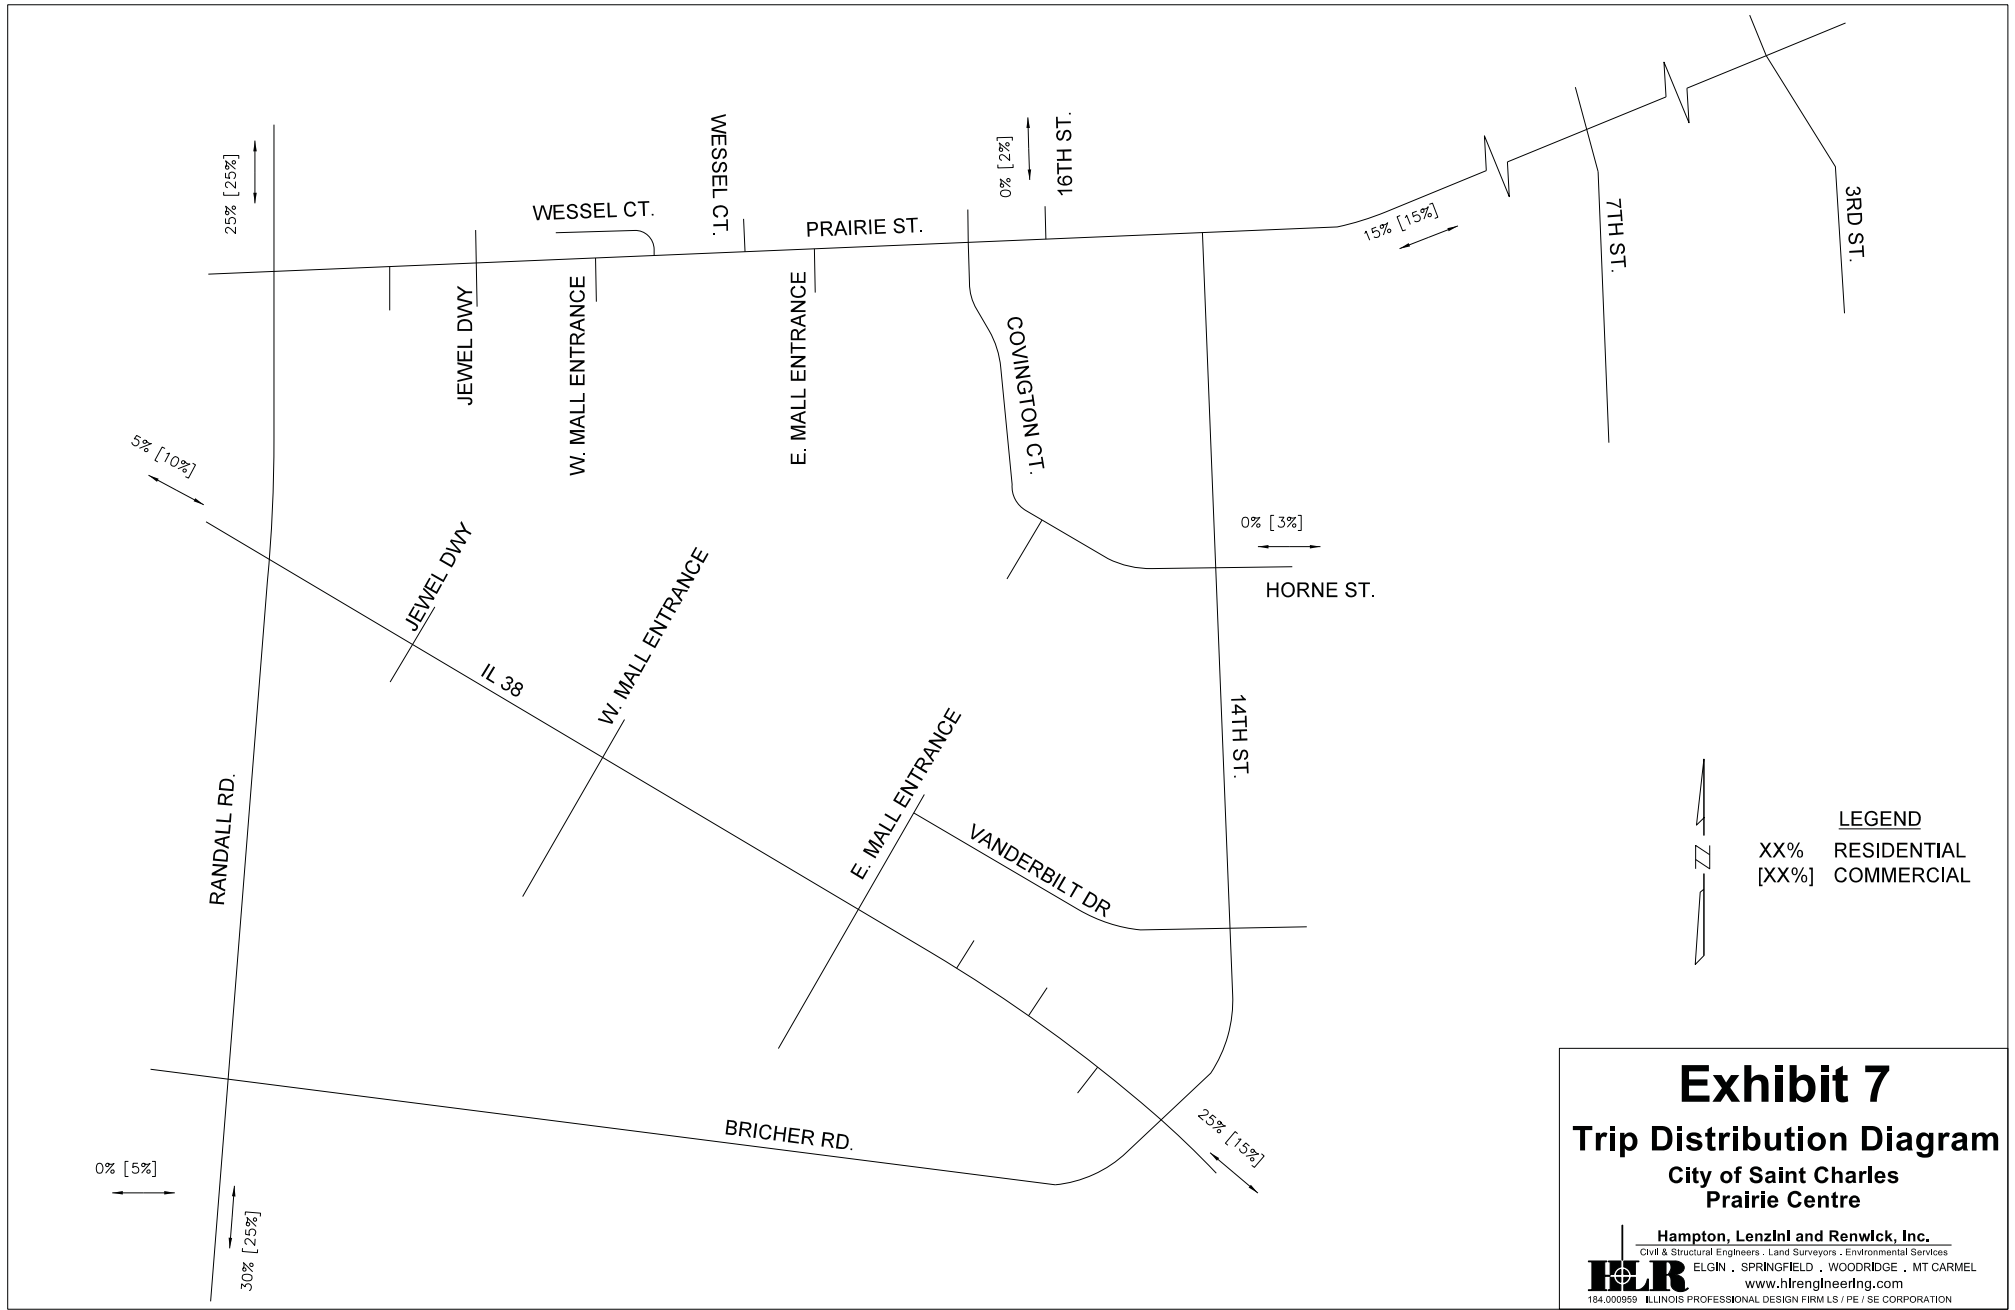 25% [25%]
WESSEL CT.
WESSEL CT.
PRAIRIE ST.
0% [2%]
16TH ST.
15% [15%]
7TH ST.
3RD ST.
JEWEL DWY
W. MALL ENTRANCE
E. MALL ENTRANCE
COVINGTON CT.
5% [10%]
0% [3%]
HORNE ST.
JEWEL DWY
IL 38
W. MALL ENTRANCE
E. MALL ENTRANCE
14TH ST.
RANDALL RD.
VANDERBILT DR
LEGEND
XX% RESIDENTIAL
[XX%] COMMERCIAL
N
BRICHER RD.
25% [15%]
0% [5%]
30% [25%]
Exhibit 7
Trip Distribution Diagram
City of Saint Charles
Prairie Centre
Hampton, Lenzini and Renwick, Inc.
Civil & Structural Engineers . Land Surveyors . Environmental Services
HLR
ELGIN . SPRINGFIELD . WOODRIDGE . MT CARMEL
www.hlrengineering.com
184.000959 ILLINOIS PROFESSIONAL DESIGN FIRM LS / PE / SE CORPORATION